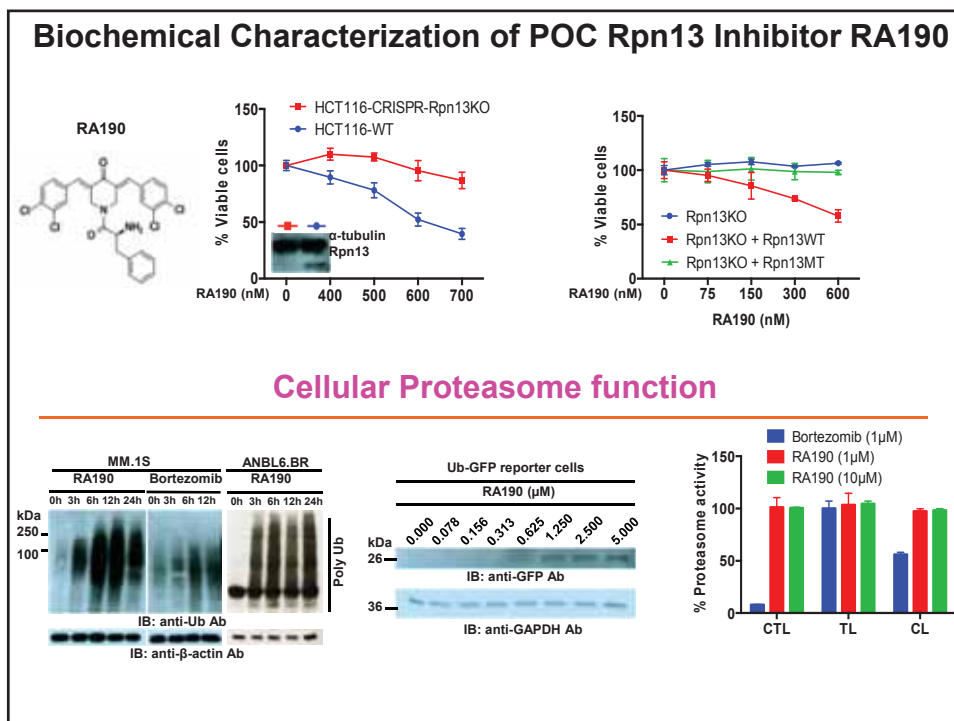 Biochemical Characterization of POC Rpn13 Inhibitor RA190
RA190
O
Cl
Cl
Cl
Cl
N
O
NH₂
% Viable cells
150
100
50
0
HCT116-CRISPR-Rpn13KO
HCT116-WT
α-tubulin
Rpn13
RA190 (nM)
0 400 500 600 700
% Viable cells
150
100
50
0
Rpn13KO
Rpn13KO + Rpn13WT
Rpn13KO + Rpn13MT
RA190 (nM)
0 75 150 300 600
RA190 (nM)
Cellular Proteasome function
MM.1S
RA190 Bortezomib
0h 3h 6h 12h 24h 0h 3h 6h 12h
ANBL6.BR
RA190
0h 3h 6h 12h 24h
kDa
250
100
Poly Ub
IB: anti-Ub Ab
IB: anti-β-actin Ab
Ub-GFP reporter cells
RA190 (μM)
0.000 0.078 0.156 0.313 0.625 1.250 2.500 5.000
kDa
26
IB: anti-GFP Ab
36
IB: anti-GAPDH Ab
Bortezomib (1μM)
RA190 (1μM)
RA190 (10μM)
% Proteasome activity
150
100
50
0
CTL TL CL